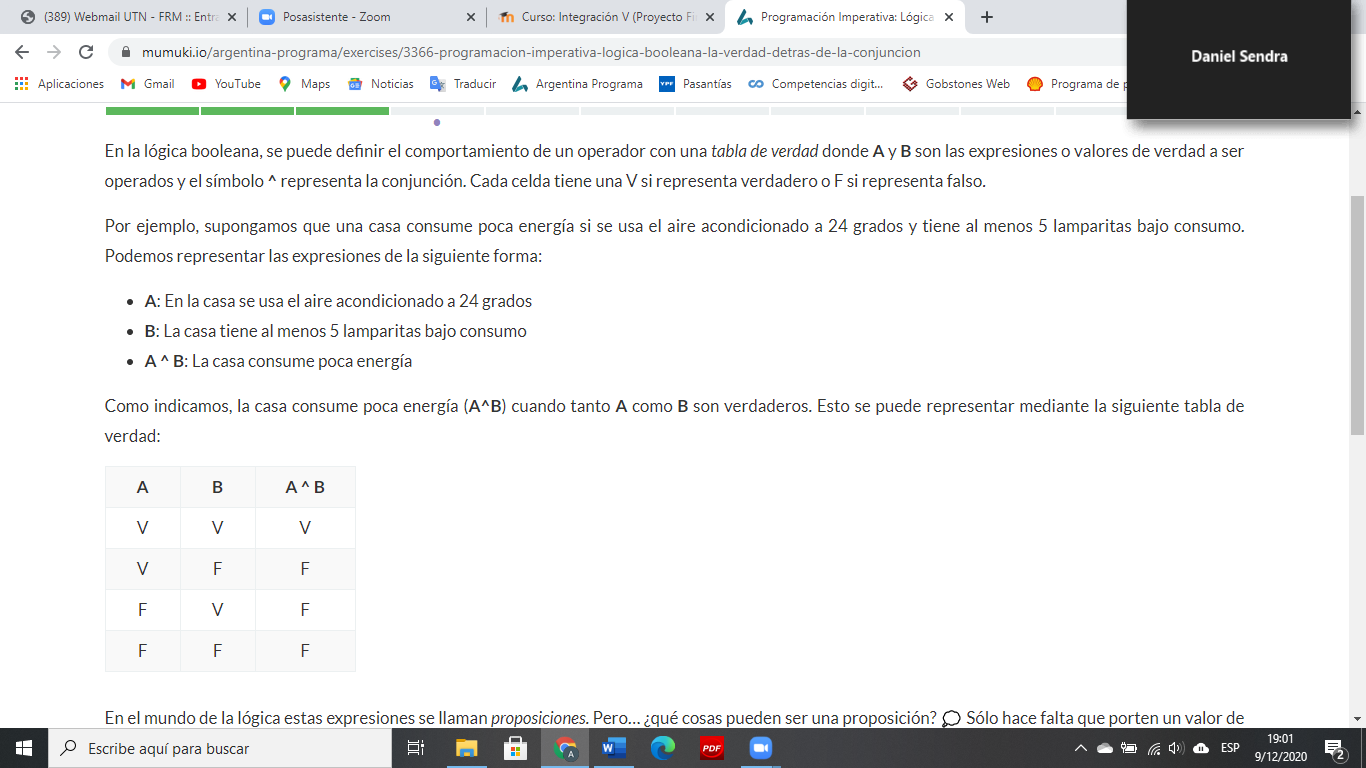 (389) Webmail UTN - FRM :: Entra
Posasistente - Zoom
Curso: Integración V (Proyecto Fi
Programación Imperativa: Lógica
mumuki.io/argentina-programa/exercises/3366-programacion-imperativa-logica-booleana-la-verdad-detras-de-la-conjuncion
Daniel Sendra
Aplicaciones
Gmail
YouTube
Maps
Noticias
Traducir
Argentina Programa
YPF Pasantías
Competencias digit...
Gobstones Web
Programa de p
En la lógica booleana, se puede definir el comportamiento de un operador con una tabla de verdad donde A y B son las expresiones o valores de verdad a ser
operados y el símbolo ^ representa la conjunción. Cada celda tiene una V si representa verdadero o F si representa falso.
Por ejemplo, supongamos que una casa consume poca energía si se usa el aire acondicionado a 24 grados y tiene al menos 5 lamparitas bajo consumo.
Podemos representar las expresiones de la siguiente forma:
• A: En la casa se usa el aire acondicionado a 24 grados
• B: La casa tiene al menos 5 lamparitas bajo consumo
• A ^ B: La casa consume poca energía
Como indicamos, la casa consume poca energía (A^B) cuando tanto A como B son verdaderos. Esto se puede representar mediante la siguiente tabla de
verdad:
A B A ^ B
V V V
V F F
F V F
F F F
En el mundo de la lógica estas expresiones se llaman proposiciones. Pero... ¿qué cosas pueden ser una proposición? 💭 Sólo hace falta que porten un valor de
Escribe aquí para buscar
A
W
PDF
ESP
19:01
9/12/2020
2